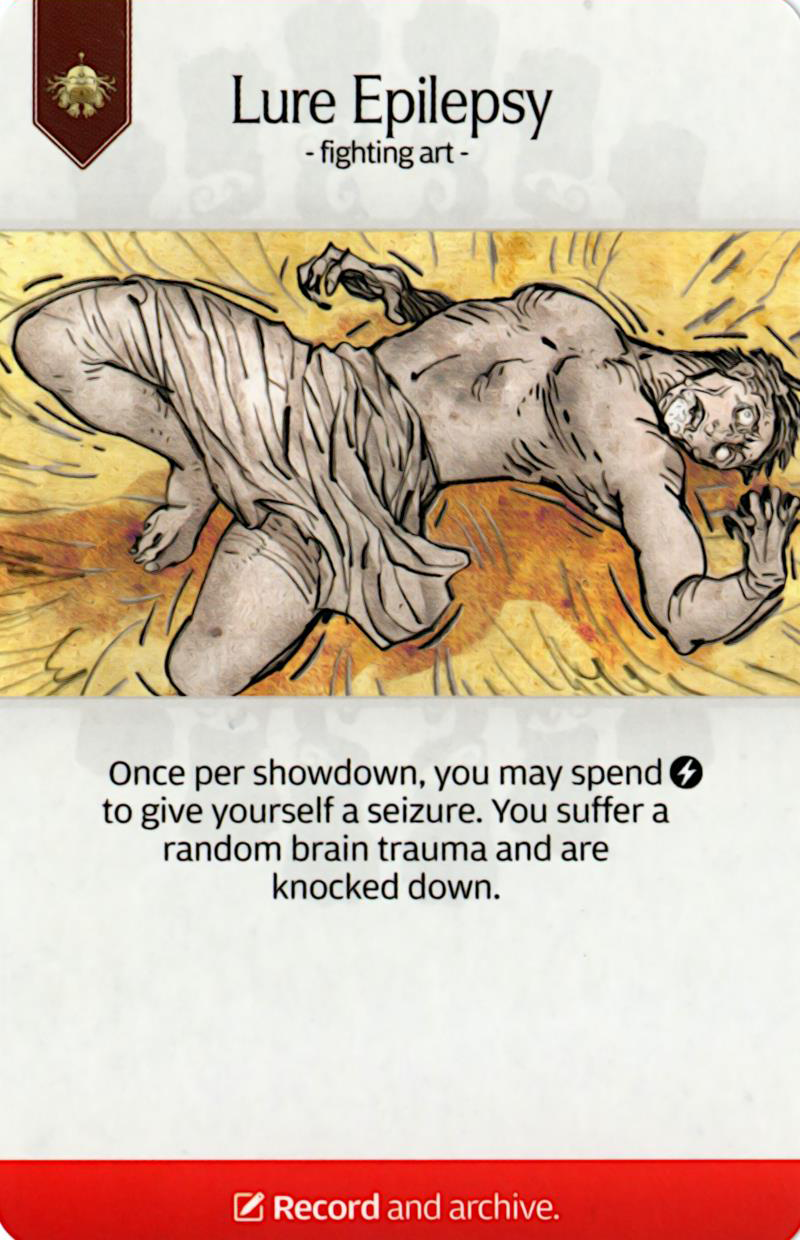 Lure Epilepsy
- fighting art -
Once per showdown, you may spend
to give yourself a seizure. You suffer a
random brain trauma and are
knocked down.
Record and archive.